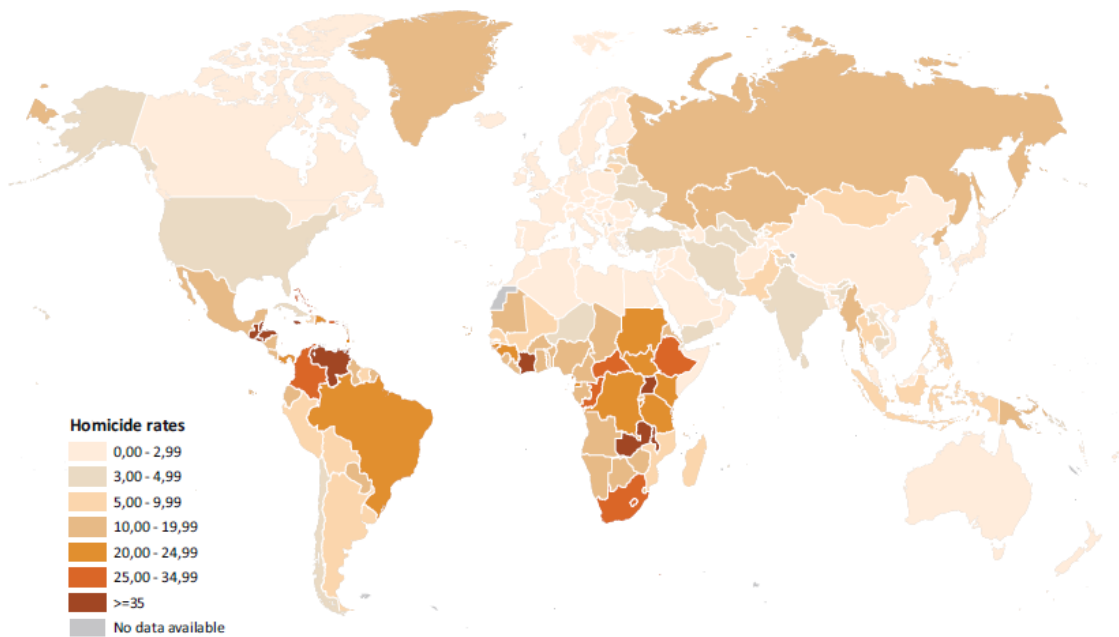 Homicide rates
0,00 - 2,99
3,00 - 4,99
5,00 - 9,99
10,00 - 19,99
20,00 - 24,99
25,00 - 34,99
>=35
No data available